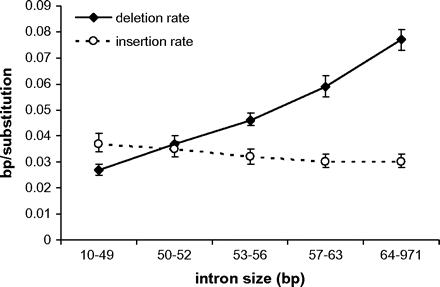 0.09
deletion rate
0.08
insertion rate
0.07
0.06
0.05
0.04
0.03
0.02
0.01
0
bp/substitution
10-49 50-52 53-56 57-63 64-971
intron size (bp)